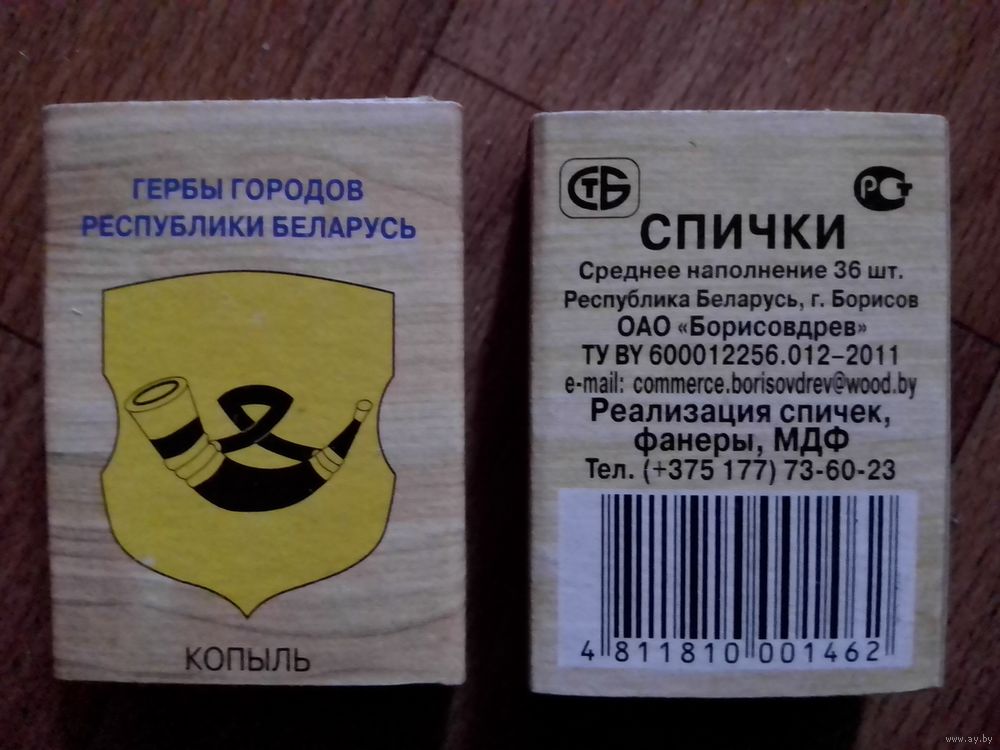 ГЕРБЫ ГОРОДОВ
РЕСПУБЛИКИ БЕЛАРУСЬ
КОПЫЛЬ
СТБ
РСТ
СПИЧКИ
Среднее наполнение 36 шт.
Республика Беларусь, г. Борисов
ОАО «Борисовдрев»
ТУ BY 600012256.012–2011
e-mail: commerce.borisovdrev@wood.by
Реализация спичек,
фанеры, МДФ
Тел. (+375 177) 73-60-23
4 811810 001462
www.ay.by